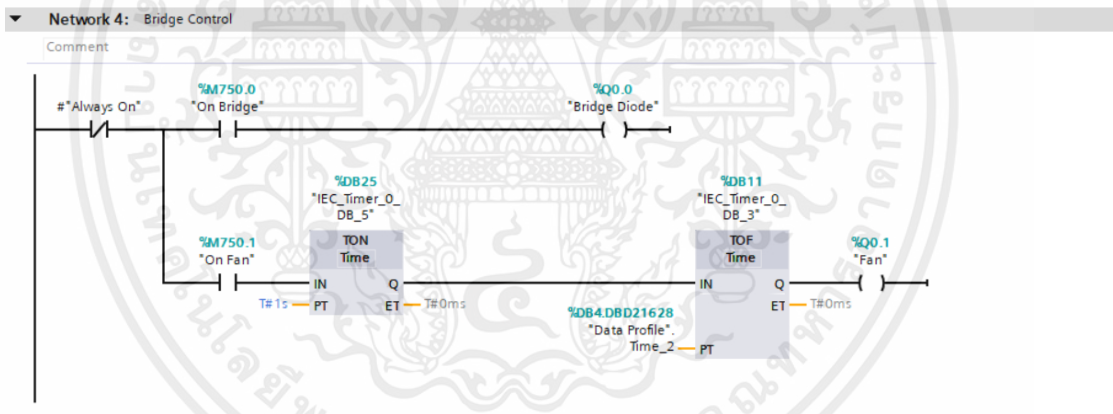 Network 4: Bridge Control
Comment
#"Always On"
%M750.0
"On Bridge"
%Q0.0
"Bridge Diode"
%DB25
"IEC_Timer_0_
DB_5"
%DB11
"IEC_Timer_0_
DB_3"
%M750.1
"On Fan"
TON
Time
TOF
Time
%Q0.1
"Fan"
IN
Q
IN
Q
T#1s
PT
ET
T#0ms
ET
T#0ms
%DB4.DBD21628
"Data Profile".
Time_2
PT